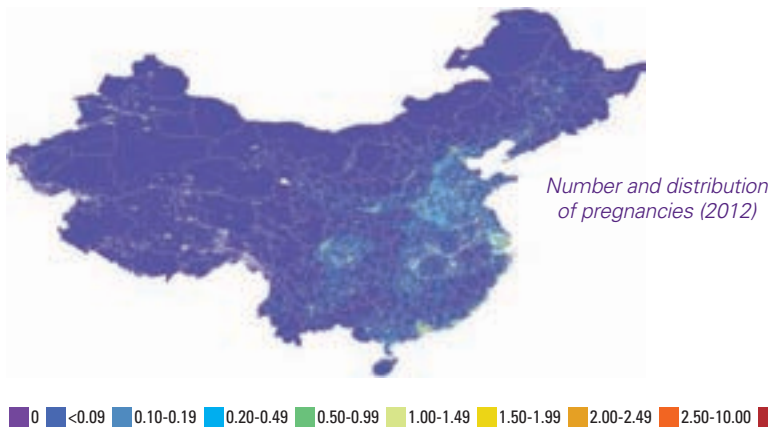 Number and distribution
of pregnancies (2012)
0 <0.09 0.10-0.19 0.20-0.49 0.50-0.99 1.00-1.49 1.50-1.99 2.00-2.49 2.50-10.00